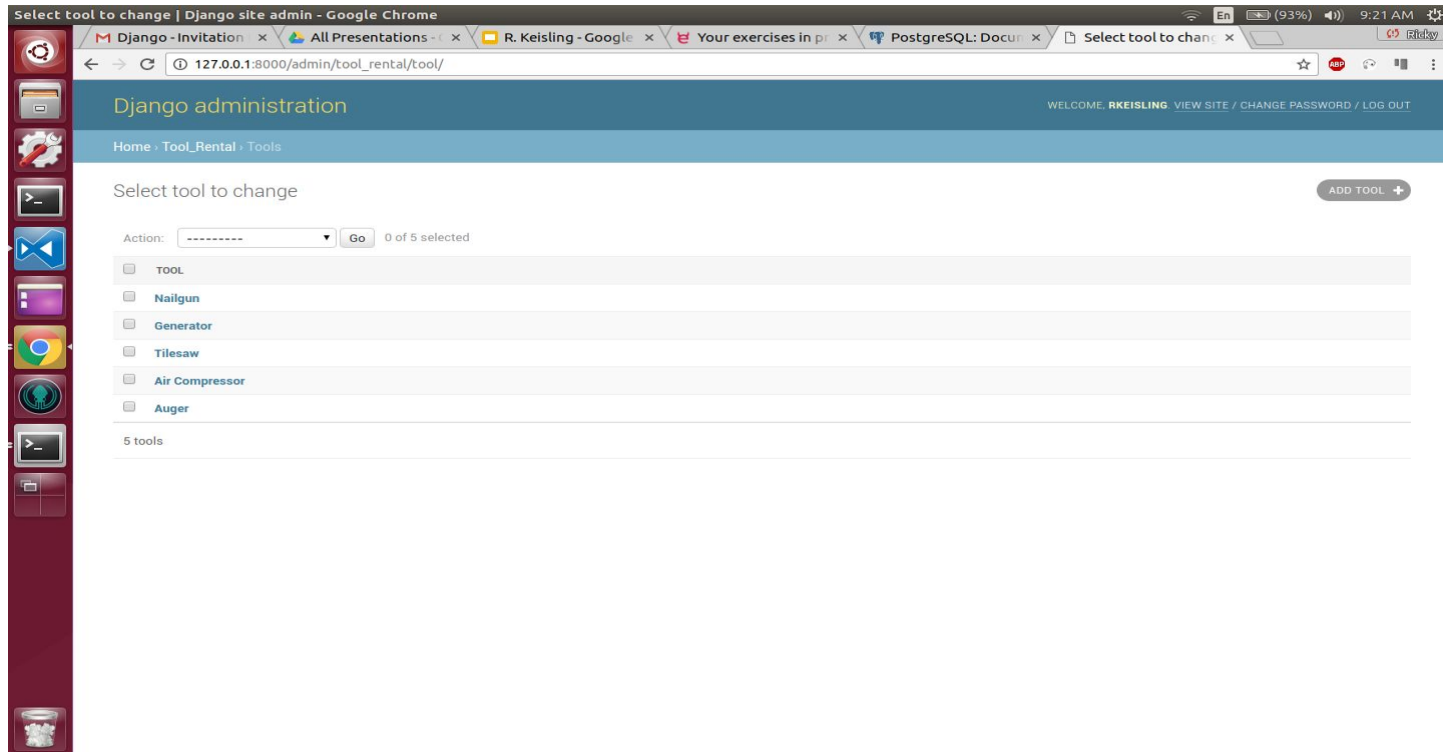 Select tool to change | Django site admin - Google Chrome
En (93%) 9:21 AM
Django - Invitation All Presentations - R. Keisling - Google Your exercises in pr PostgreSQL: Docun Select tool to chang Ricky
127.0.0.1:8000/admin/tool_rental/tool/ ABP
Django administration
WELCOME, RKEISLING. VIEW SITE / CHANGE PASSWORD / LOG OUT
Home › Tool_Rental › Tools
Select tool to change
ADD TOOL +
Action: --------- Go 0 of 5 selected
TOOL
Nailgun
Generator
Tilesaw
Air Compressor
Auger
5 tools